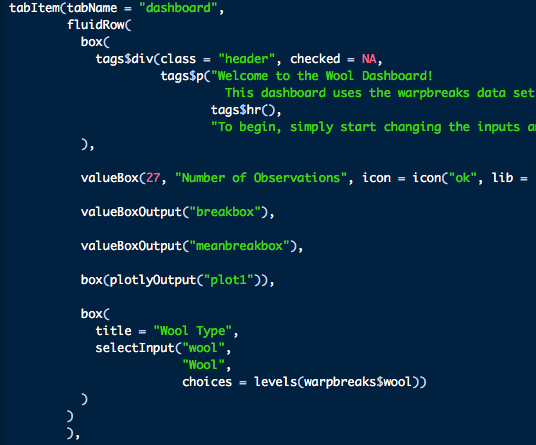 tabItem(tabName = "dashboard",
fluidRow(
box(
tags$div(class = "header", checked = NA,
tags$p("Welcome to the Wool Dashboard!
This dashboard uses the warpbreaks data set
tags$hr(),
"To begin, simply start changing the inputs a
),
valueBox(27, "Number of Observations", icon = icon("ok", lib =
valueBoxOutput("breakbox"),
valueBoxOutput("meanbreakbox"),
box(plotlyOutput("plot1")),
box(
title = "Wool Type",
selectInput("wool",
"Wool",
choices = levels(warpbreaks$wool))
)
)
),